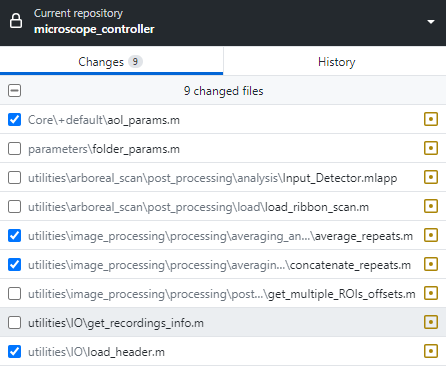 Current repository
microscope_controller
Changes 9
History
9 changed files
Core\+default\aol_params.m
parameters\folder_params.m
utilities\arboreal_scan\post_processing\analysis\Input_Detector.mlapp
utilities\arboreal_scan\post_processing\load\load_ribbon_scan.m
utilities\image_processing\processing\averaging_an...\average_repeats.m
utilities\image_processing\processing\averagin...\concatenate_repeats.m
utilities\image_processing\processing\post...\get_multiple_ROIs_offsets.m
utilities\IO\get_recordings_info.m
utilities\IO\load_header.m